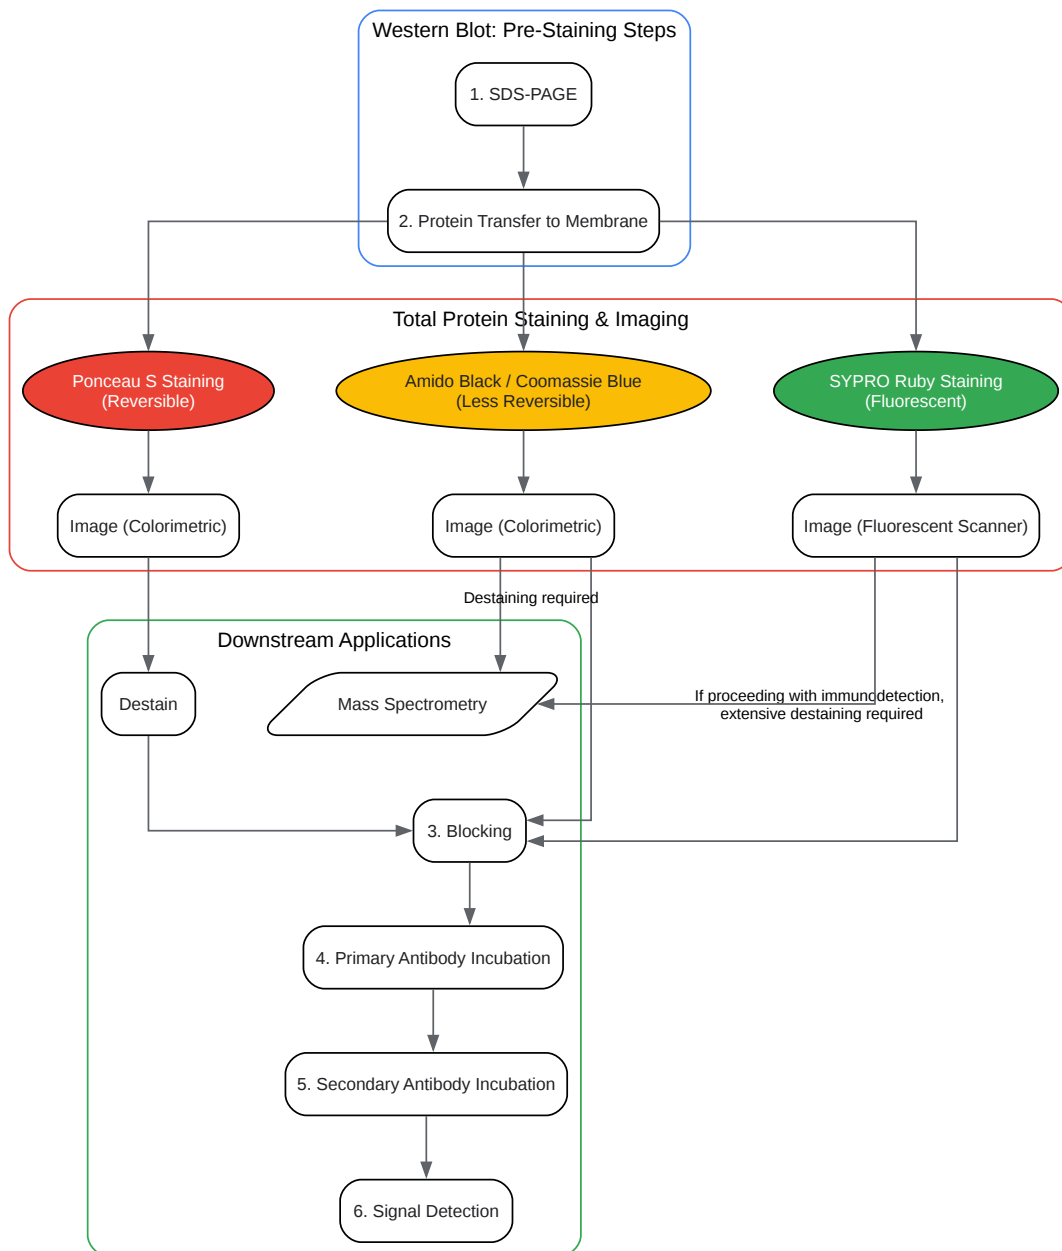 Western Blot: Pre-Staining Steps
1. SDS-PAGE
2. Protein Transfer to Membrane
Total Protein Staining & Imaging
Ponceau S Staining
(Reversible)
Amido Black / Coomassie Blue
(Less Reversible)
SYPRO Ruby Staining
(Fluorescent)
Image (Colorimetric)
Image (Colorimetric)
Image (Fluorescent Scanner)
Destaining required
Downstream Applications
Destain
Mass Spectrometry
If proceeding with immunodetection,
extensive destaining required
3. Blocking
4. Primary Antibody Incubation
5. Secondary Antibody Incubation
6. Signal Detection